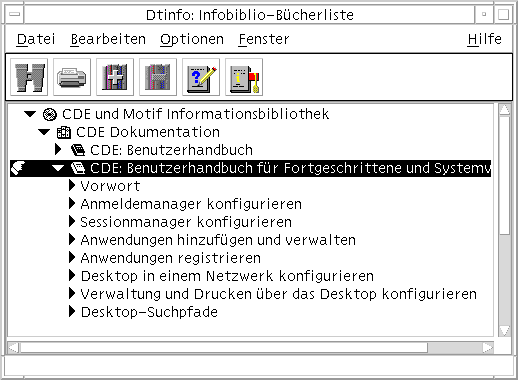 Dtinfo: Infobiblio-Bücherliste
Datei Bearbeiten Optionen Fenster Hilfe
CDE und Motif Informationsbibliothek
CDE Dokumentation
CDE: Benutzerhandbuch
CDE: Benutzerhandbuch für Fortgeschrittene und Systemv
Vorwort
Anmeldemanager konfigurieren
Sessionmanager konfigurieren
Anwendungen hinzufügen und verwalten
Anwendungen registrieren
Desktop in einem Netzwerk konfigurieren
Verwaltung und Drucken über das Desktop konfigurieren
Desktop-Suchpfade